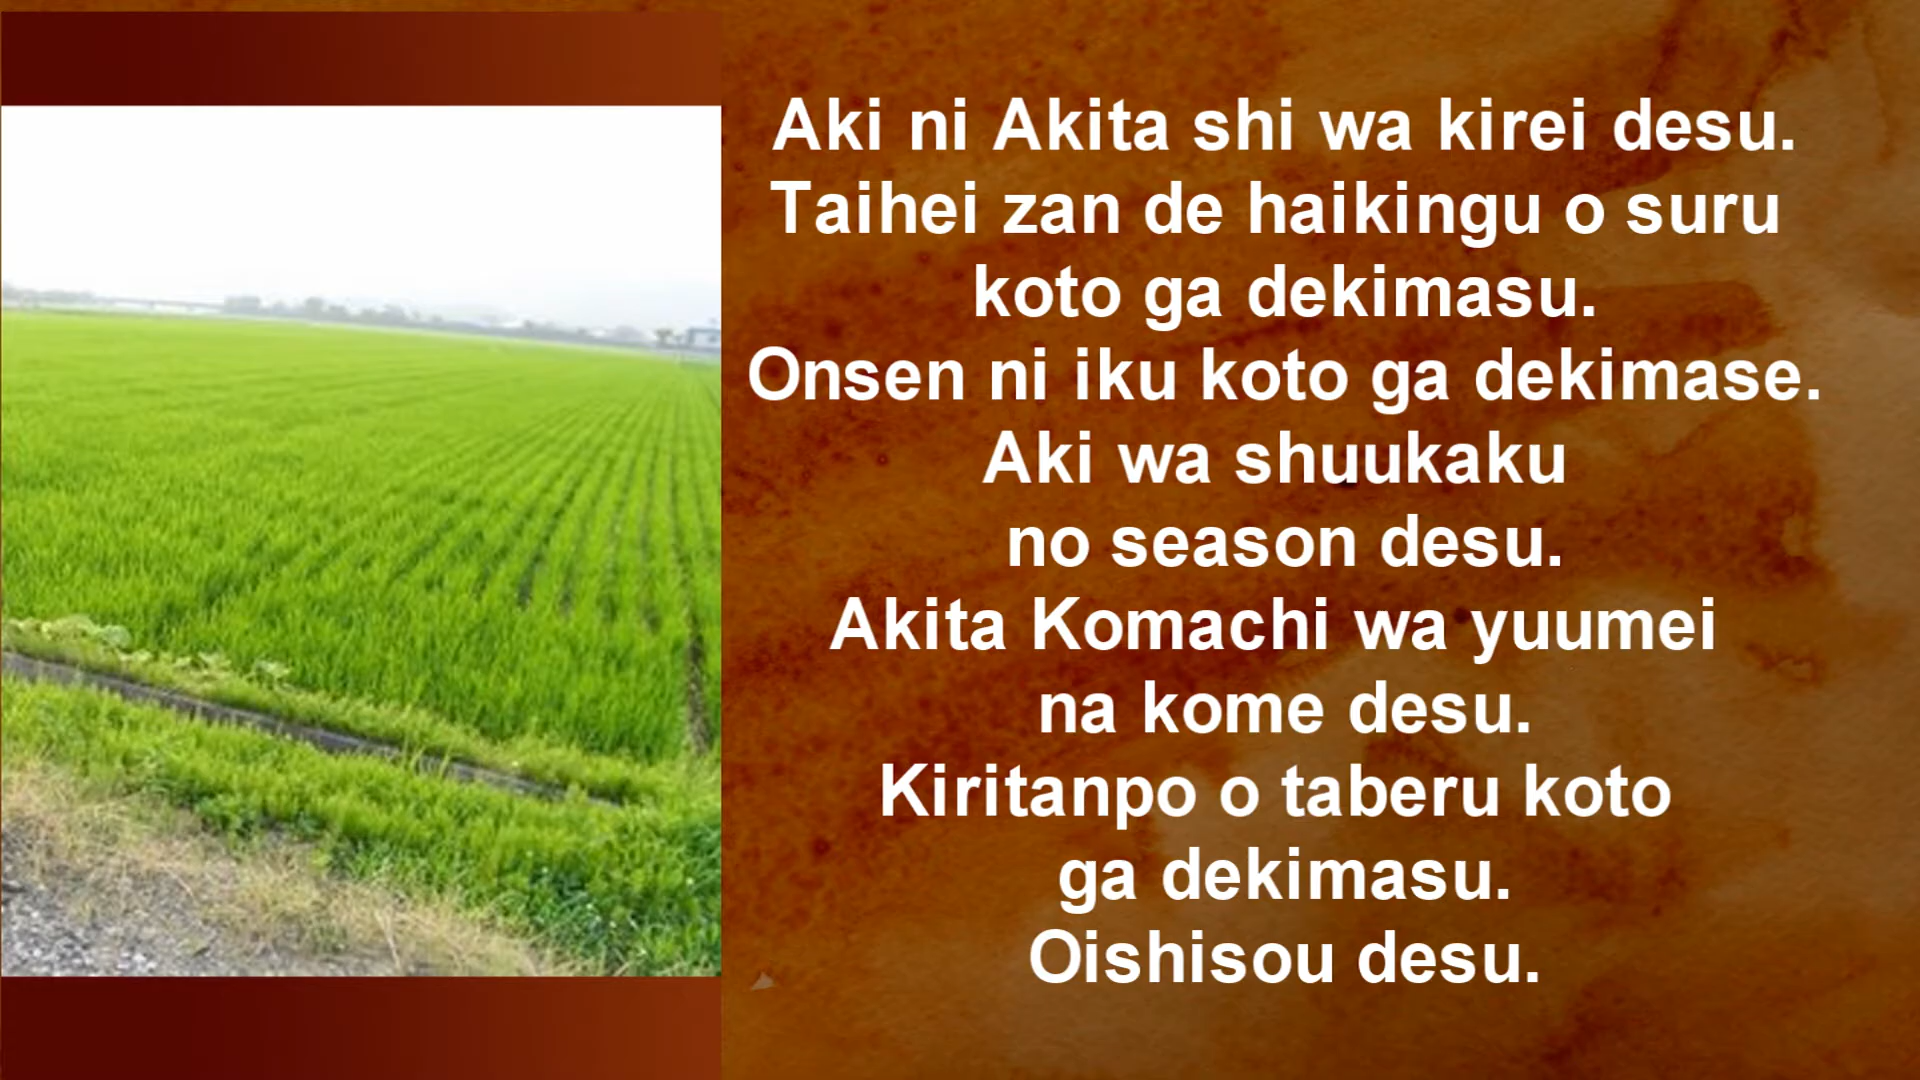 Aki ni Akita shi wa kirei desu.
Taihei zan de haikingu o suru
koto ga dekimasu.
Onsen ni iku koto ga dekimase.
Aki wa shuukaku
no season desu.
Akita Komachi wa yuumei
na kome desu.
Kiritanpo o taberu koto
ga dekimasu.
Oishisou desu.